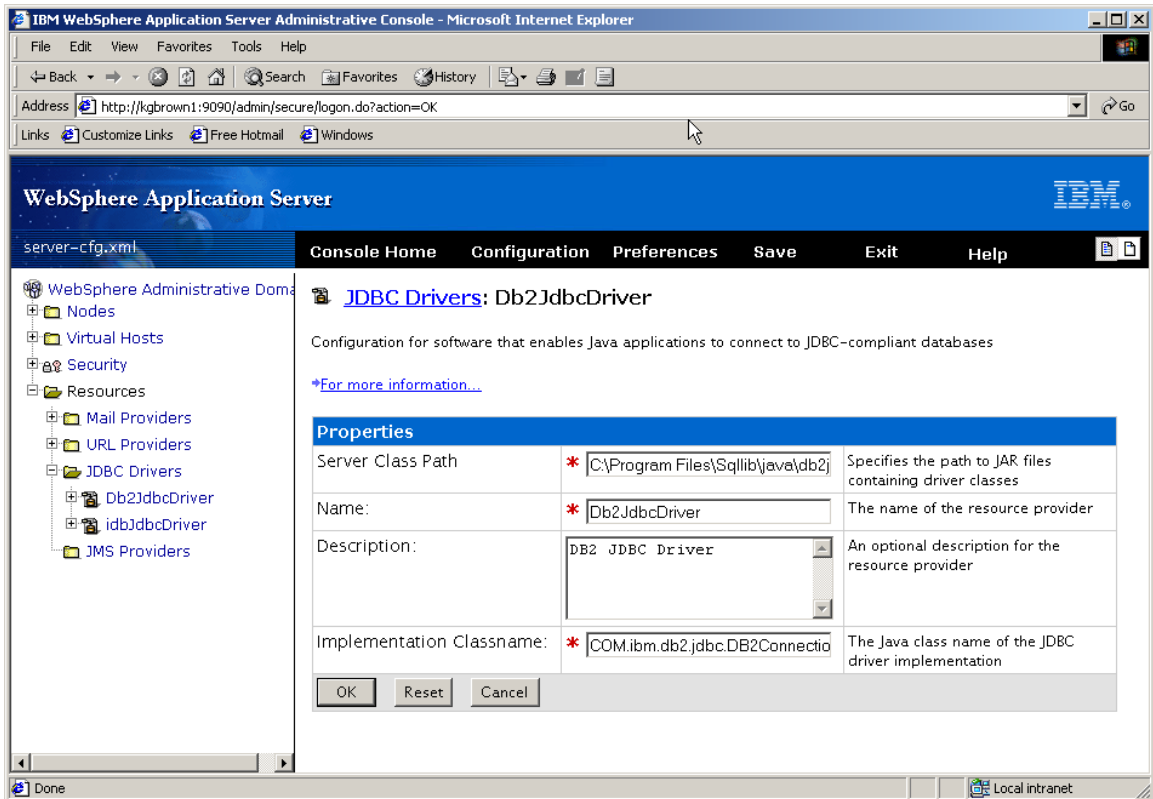 IBM WebSphere Application Server Administrative Console - Microsoft Internet Explorer
File Edit View Favorites Tools Help
Back Search Favorites History
Address http://kgbrown1:9090/admin/secure/logon.do?action=OK Go
Links Customize Links Free Hotmail Windows
WebSphere Application Server IBM®
server-cfg.xml
Console Home Configuration Preferences Save Exit Help
WebSphere Administrative Doma
Nodes
Virtual Hosts
Security
Resources
Mail Providers
URL Providers
JDBC Drivers
Db2JdbcDriver
idbJdbcDriver
JMS Providers
JDBC Drivers: Db2JdbcDriver
Configuration for software that enables Java applications to connect to JDBC-compliant databases
For more information...
Properties
Server Class Path * C:\Program Files\Sqllib\java\db2j Specifies the path to JAR files
containing driver classes
Name: * Db2JdbcDriver The name of the resource provider
Description: DB2 JDBC Driver An optional description for the
resource provider
Implementation Classname: * COM.ibm.db2.jdbc.DB2Connectio The Java class name of the JDBC
driver implementation
OK Reset Cancel
Done Local intranet